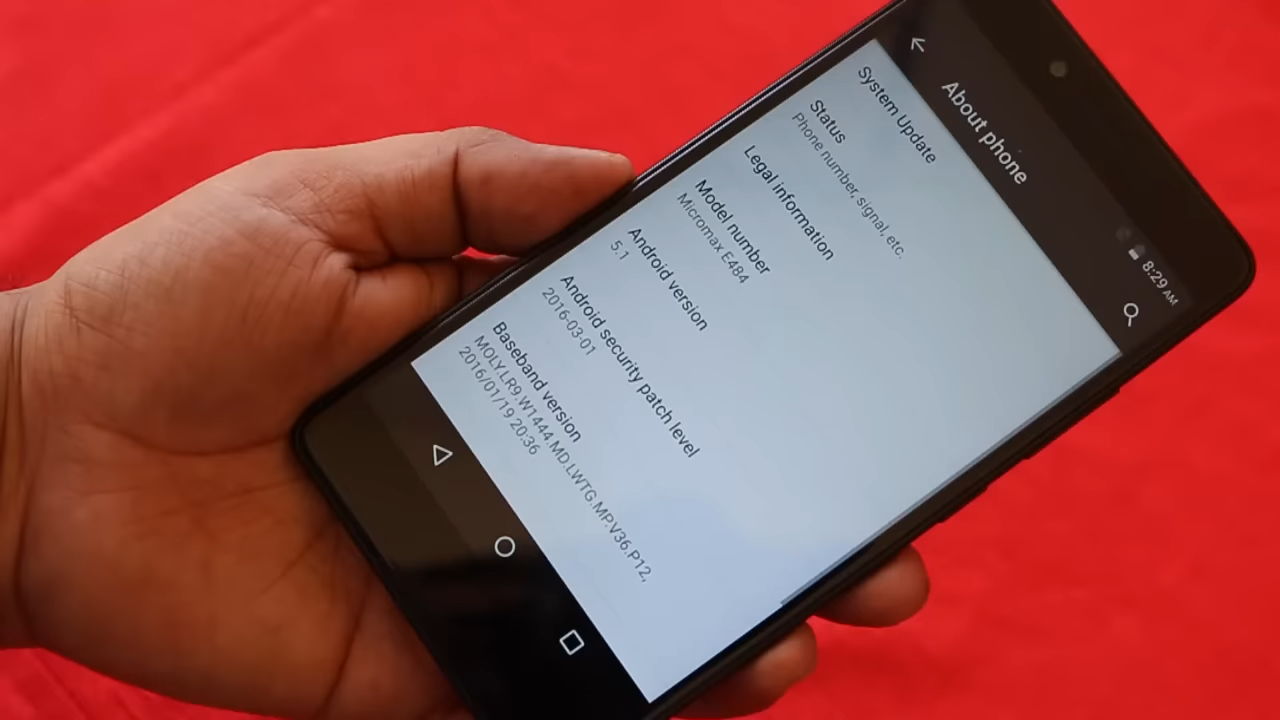 8:29 AM
About phone
System Update
Status
Phone number, signal, etc.
Legal information
Model number
Micromax E484
Android version
5.1
Android security patch level
2016-03-01
Baseband version
MOLY.LR9.W1444.MD.LWTG.MP.V36.P12,
2016/01/19 20:36